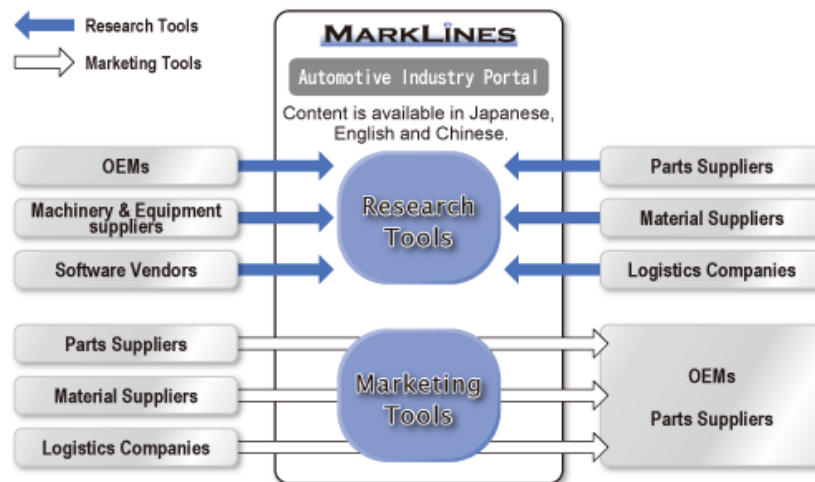 Research Tools
Marketing Tools
MARKLINES
Automotive Industry Portal
Content is available in Japanese,
English and Chinese.
OEMs
Machinery & Equipment
suppliers
Software Vendors
Research
Tools
Parts Suppliers
Material Suppliers
Logistics Companies
Parts Suppliers
Material Suppliers
Logistics Companies
Marketing
Tools
OEMs
Parts Suppliers